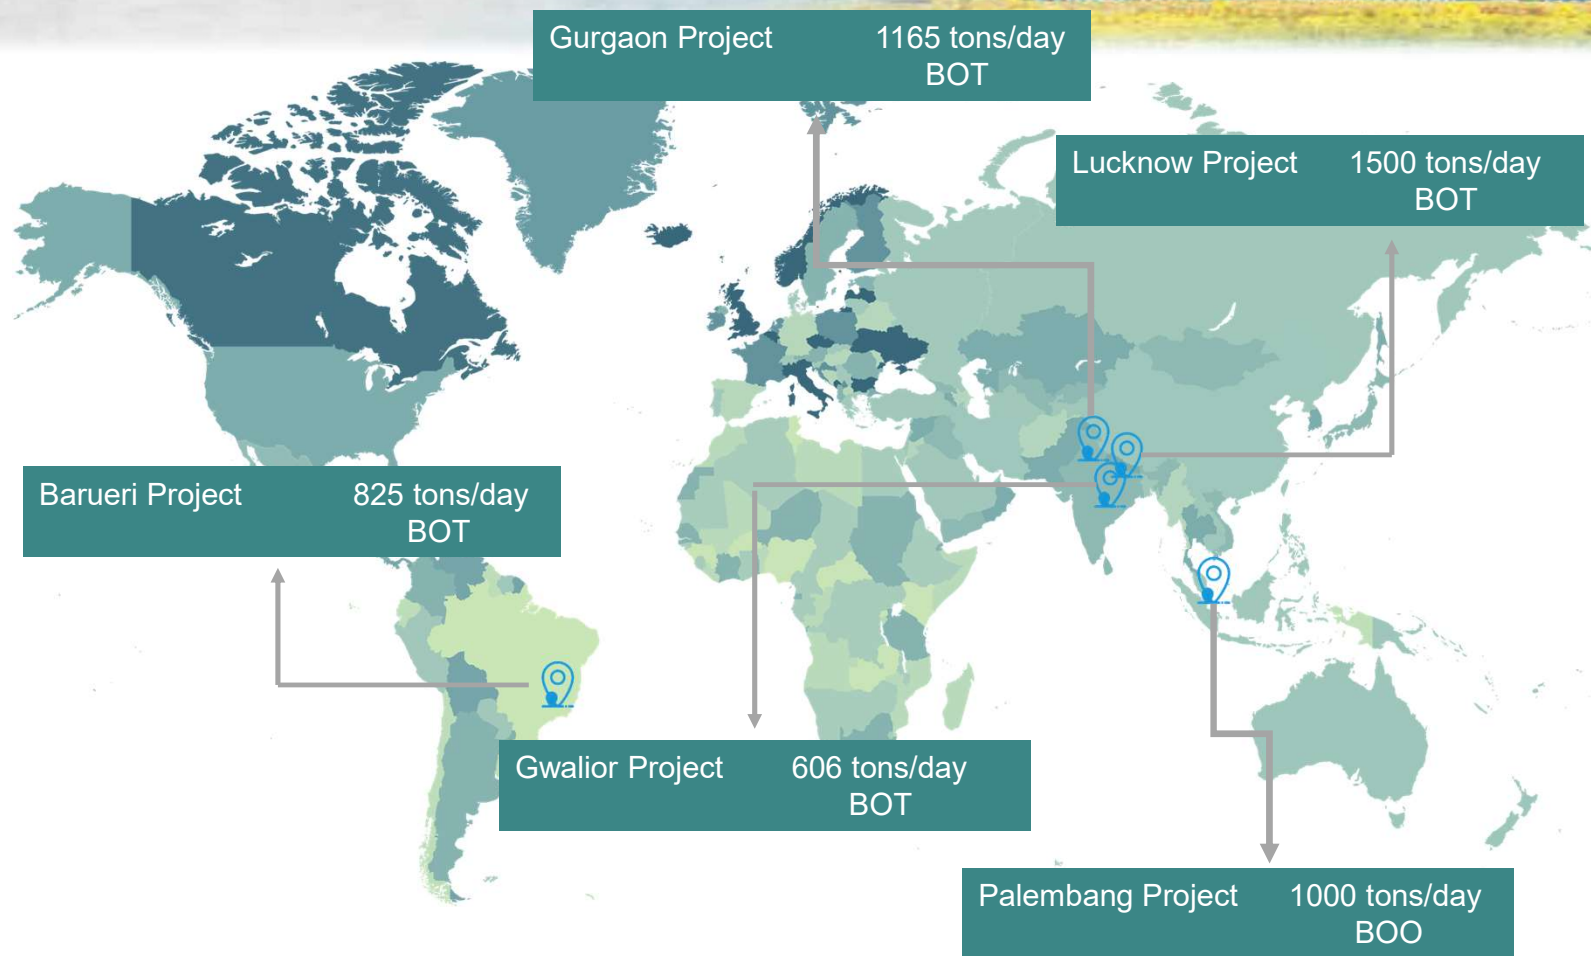 Gurgaon Project 1165 tons/day
BOT
Lucknow Project 1500 tons/day
BOT
Barueri Project 825 tons/day
BOT
Gwalior Project 606 tons/day
BOT
Palembang Project 1000 tons/day
BOO